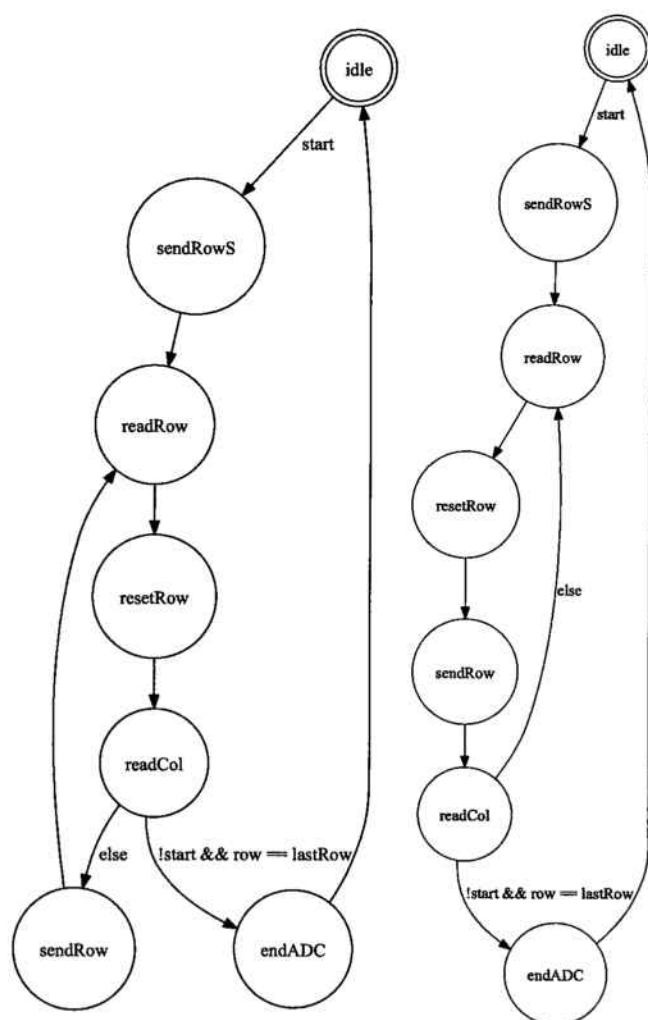 idle
start
sendRowS
readRow
resetRow
readCol
else
!start && row == lastRow
sendRow
endADC
idle
start
sendRowS
readRow
resetRow
else
sendRow
readCol
!start && row == lastRow
endADC